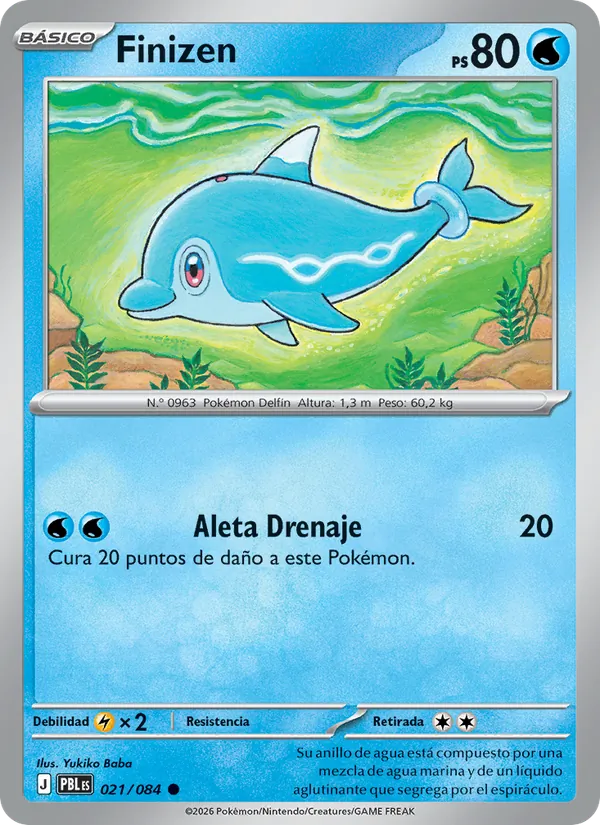 BÁSICO
Finizen
PS 80
N.º 0963 Pokémon Delfín Altura: 1,3 m Peso: 60,2 kg
Aleta Drenaje 20
Cura 20 puntos de daño a este Pokémon.
Debilidad ×2 Resistencia Retirada
Ilus. Yukiko Baba
Su anillo de agua está compuesto por una
mezcla de agua marina y de un líquido
aglutinante que segrega por el espiráculo.
J PBL ES 021/084
©2026 Pokémon/Nintendo/Creatures/GAME FREAK